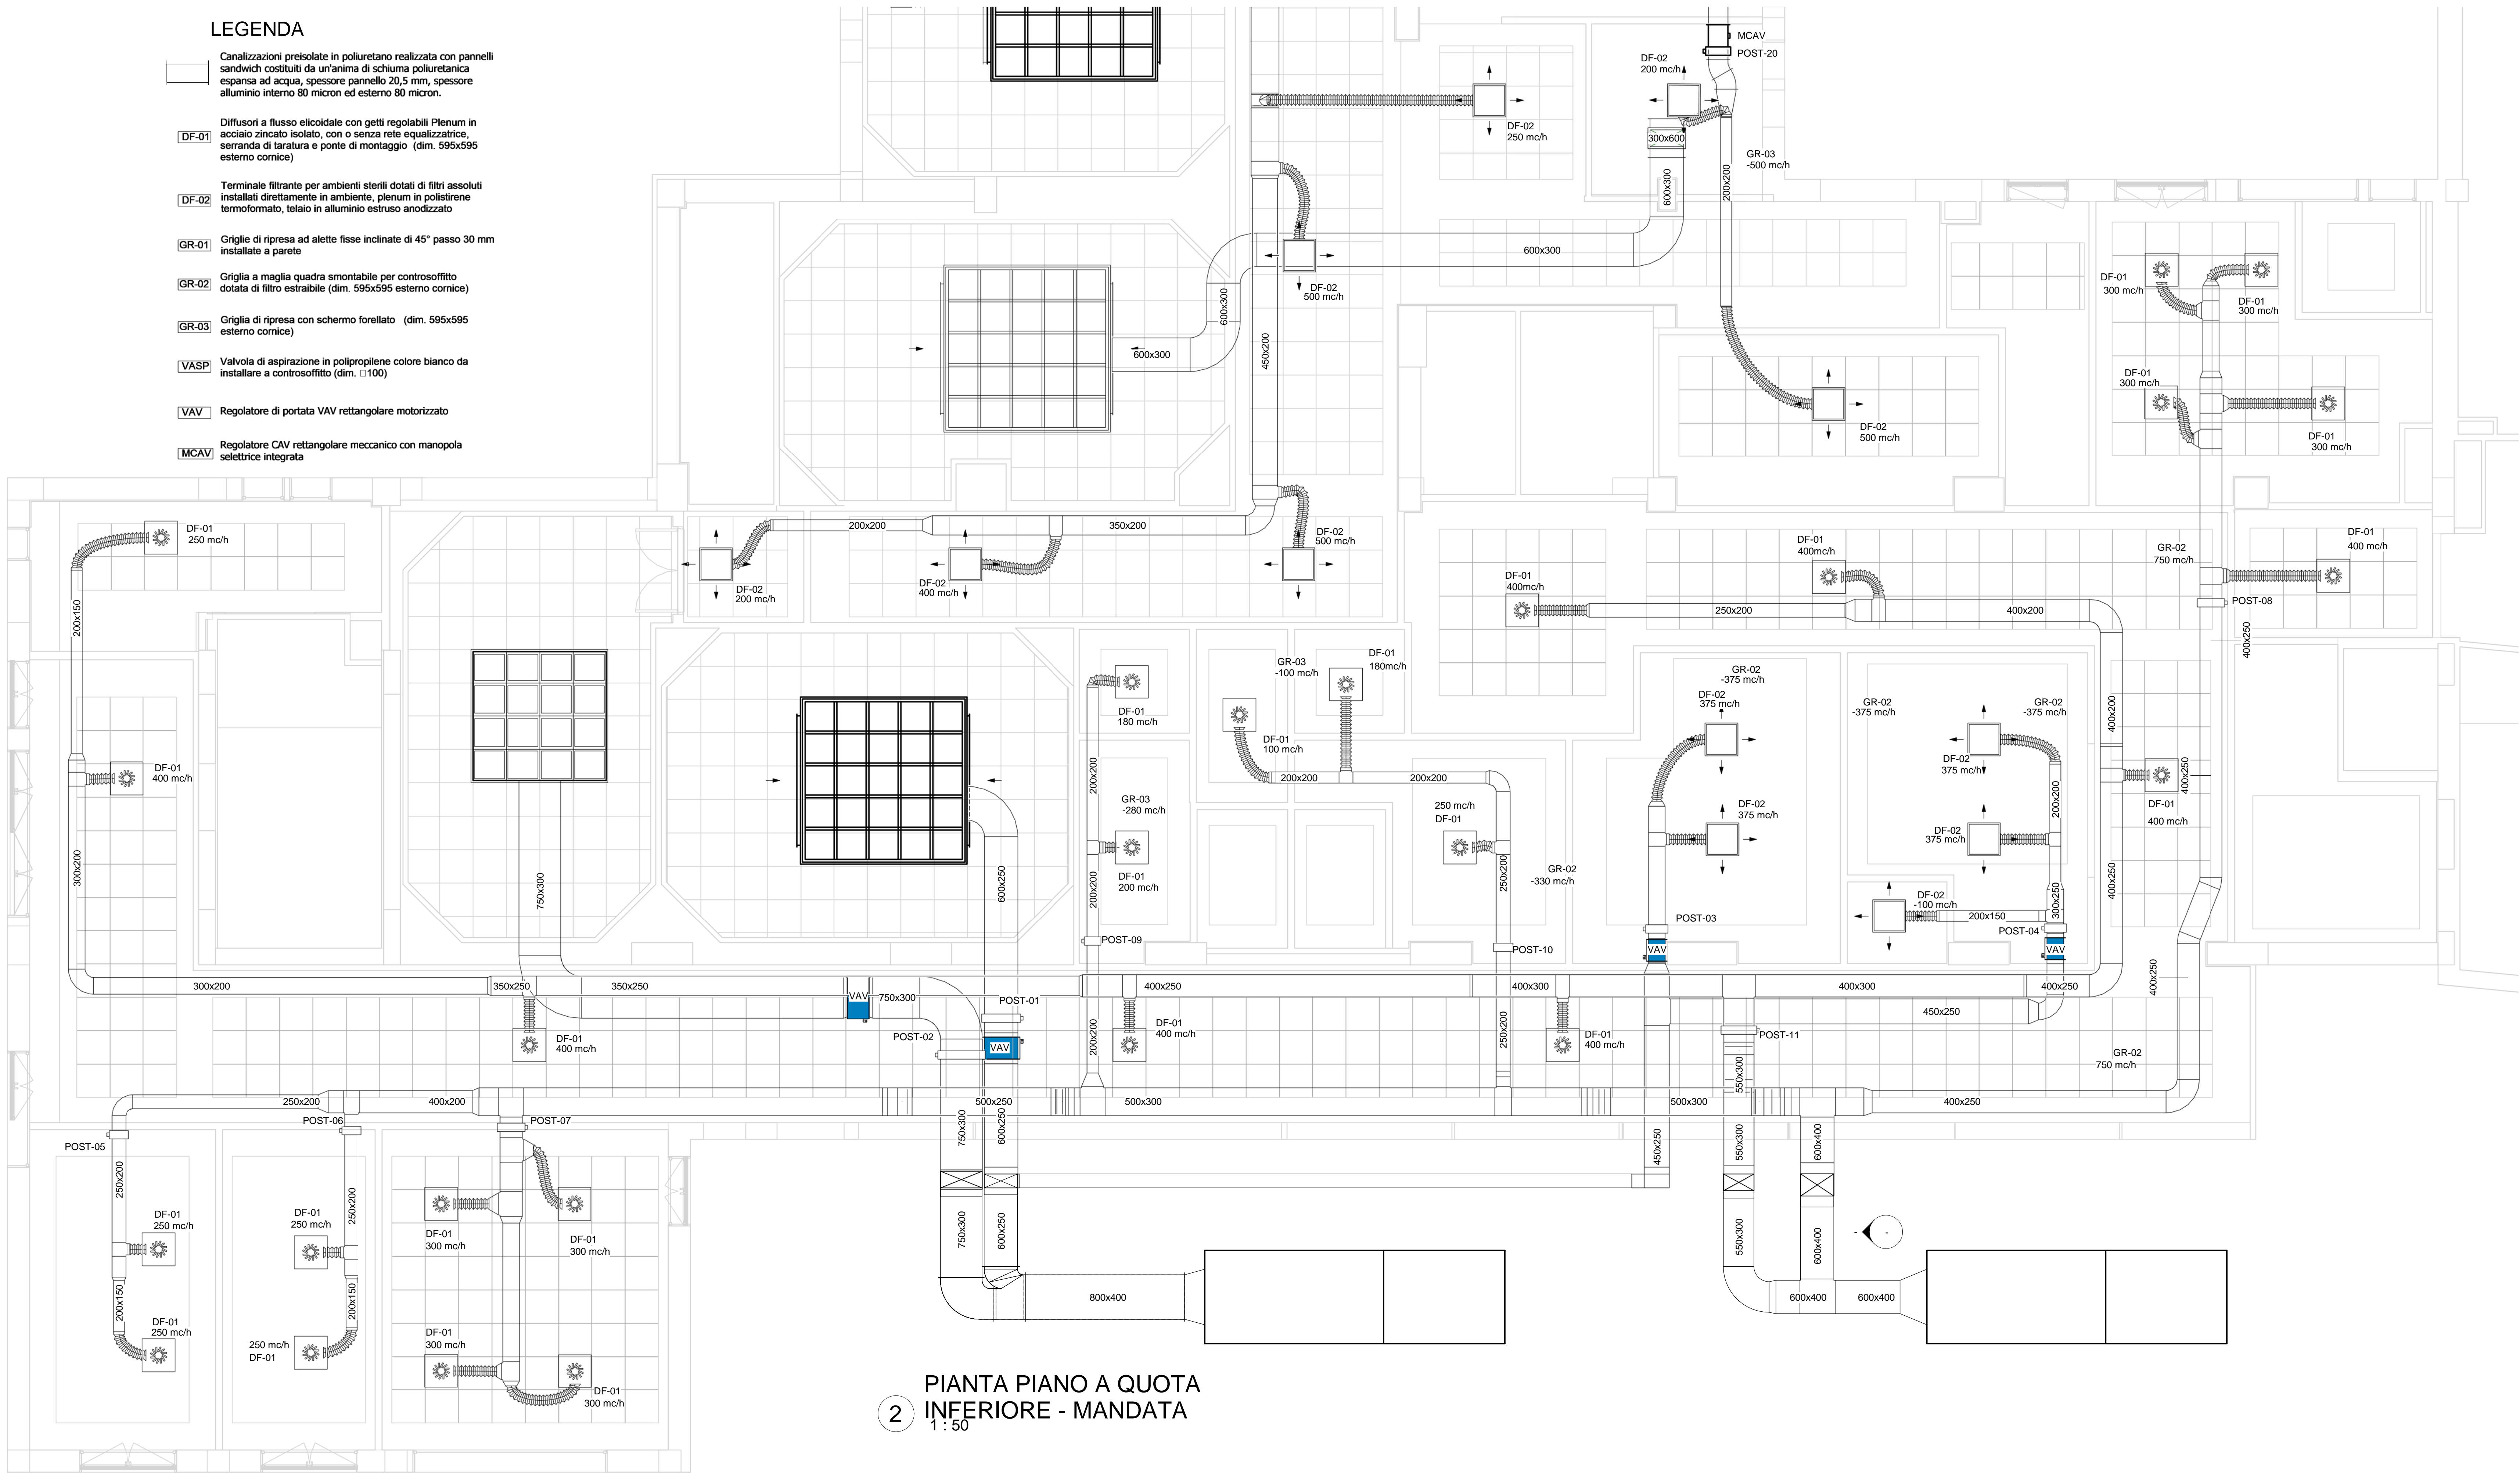 LEGENDA
Canalizzazioni preisolate in poliuretano realizzata con pannelli
sandwich costituiti da un'anima di schiuma poliuretanica
espansa ad acqua, spessore pannello 20,5 mm, spessore
alluminio interno 80 micron ed esterno 80 micron.
DF-01
Diffusori a flusso elicoidale con getti regolabili Plenum in
acciaio zincato isolato, con o senza rete equalizzatrice,
serranda di taratura e ponte di montaggio (dim. 595x595
esterno cornice)
DF-02
Terminale filtrante per ambienti sterili dotati di filtri assoluti
installati direttamente in ambiente, plenum in polistirene
termoformato, telaio in alluminio estruso anodizzato
GR-01
Griglie di ripresa ad alette fisse inclinate di 45° passo 30 mm
installate a parete
GR-02
Griglia a maglia quadra smontabile per controsoffitto
dotata di filtro estraibile (dim. 595x595 esterno cornice)
GR-03
Griglia di ripresa con schermo forellato (dim. 595x595
esterno cornice)
VASP
Valvola di aspirazione in polipropilene colore bianco da
installare a controsoffitto (dim. □100)
VAV
Regolatore di portata VAV rettangolare motorizzato
MCAV
Regolatore CAV rettangolare meccanico con manopola
selettrice integrata
MCAV
POST-20
DF-02
200 mc/h
DF-02
250 mc/h
300x600
GR-03
-500 mc/h
600x300
200x200
600x300
DF-02
500 mc/h
600x300
600x300
450x200
DF-02
500 mc/h
DF-01
300 mc/h
DF-01
300 mc/h
DF-01
300 mc/h
DF-01
300 mc/h
DF-01
250 mc/h
200x150
200x200
350x200
DF-02
500 mc/h
DF-02
200 mc/h
DF-02
400 mc/h
DF-01
400mc/h
DF-01
400mc/h
GR-02
750 mc/h
DF-01
400 mc/h
250x200
400x200
POST-08
400x250
DF-01
180 mc/h
GR-03
-100 mc/h
DF-01
180mc/h
DF-01
100 mc/h
GR-02
-375 mc/h
DF-02
375 mc/h
GR-02
-375 mc/h
GR-02
-375 mc/h
DF-02
375 mc/h
400x200
400x250
DF-01
400 mc/h
DF-01
400 mc/h
200x200
200x200
200x200
GR-03
-280 mc/h
250 mc/h
DF-01
DF-02
375 mc/h
DF-02
375 mc/h
200x200
300x200
750x300
600x250
DF-01
200 mc/h
200x200
250x200
GR-02
-330 mc/h
400x250
DF-02
-100 mc/h
200x150
300x250
POST-03
POST-04
VAV
VAV
POST-09
POST-10
300x200
350x250
350x250
VAV
750x300
POST-01
400x250
400x300
400x300
400x250
400x250
450x250
DF-01
400 mc/h
POST-02
VAV
200x200
DF-01
400 mc/h
250x200
DF-01
400 mc/h
POST-11
550x300
GR-02
750 mc/h
250x200
400x200
500x250
500x300
500x300
400x250
POST-05
POST-06
POST-07
750x300
600x250
450x250
550x300
600x400
250x200
250x200
DF-01
250 mc/h
DF-01
250 mc/h
DF-01
300 mc/h
DF-01
300 mc/h
750x300
600x250
550x300
600x400
-
-
200x150
200x150
DF-01
250 mc/h
250 mc/h
DF-01
DF-01
300 mc/h
DF-01
300 mc/h
800x400
600x400
600x400
2
PIANTA PIANO A QUOTA
INFERIORE - MANDATA
1 : 50